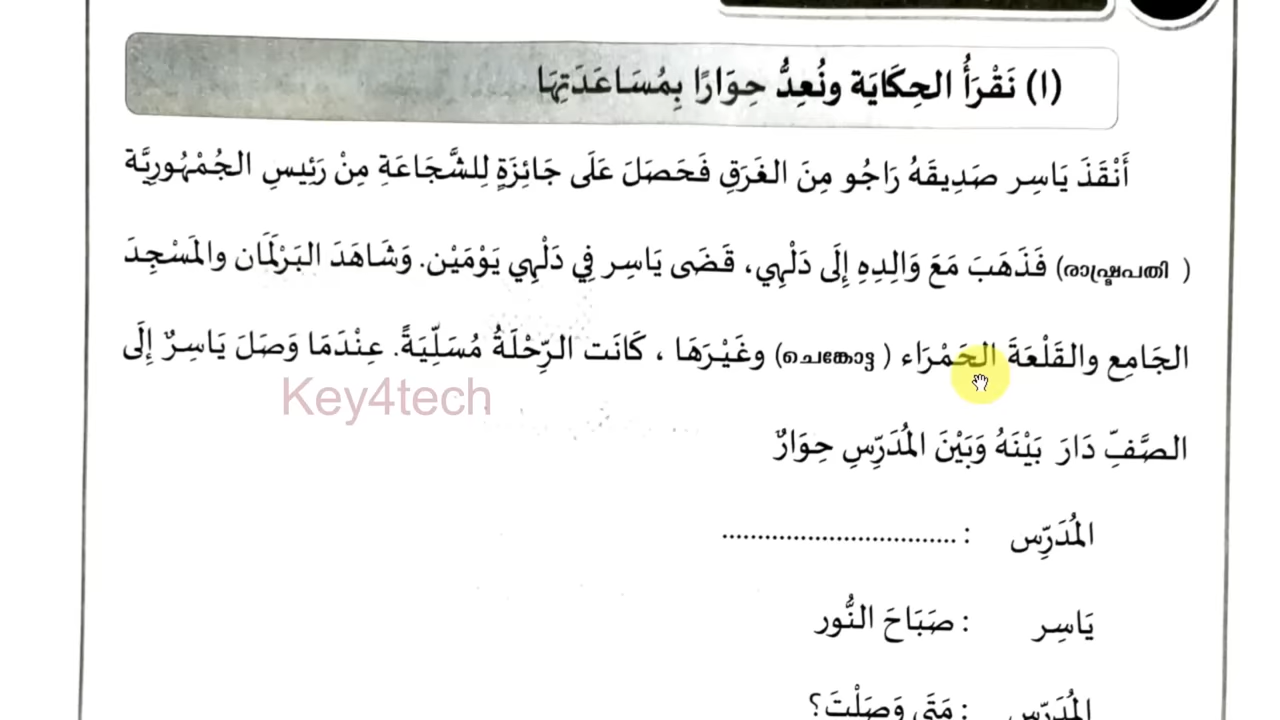 (١) نَقْرَأُ الحِكَايَة ونُعِدُّ حِوَارًا بِمُسَاعَدَتِهَا
أَنْقَذَ يَاسِر صَدِيقَهُ رَاجُو مِنَ الغَرَقِ فَحَصَلَ عَلَى جَائِزَةٍ لِلشَّجَاعَةِ مِنْ رَئِيسِ الجُمْهُورِيَّة
(രാഷ്ട്രപതി) فَذَهَبَ مَعَ وَالِدِهِ إِلَى دَلْهِي، قَضَى يَاسِر فِي دَلْهِي يَوْمَيْن. وَشَاهَدَ البَرْلَمَان والمَسْجِدَ
الجَامِع والقَلْعَةَ الحَمْرَاء (ചെങ്കോട്ട) وغَيْرَهَا ، كَانَت الرِّحْلَةُ مُسَلِّيَةً. عِنْدَمَا وَصَلَ يَاسِرٌ إِلَى
Key4tech
الصَّفِّ دَارَ بَيْنَهُ وَبَيْنَ المُدَرِّسِ حِوَارٌ
المُدَرِّس : .................................
يَاسِر : صَبَاحَ النُّور
المُدَرِّس : مَتَى وَصَلْتَ؟